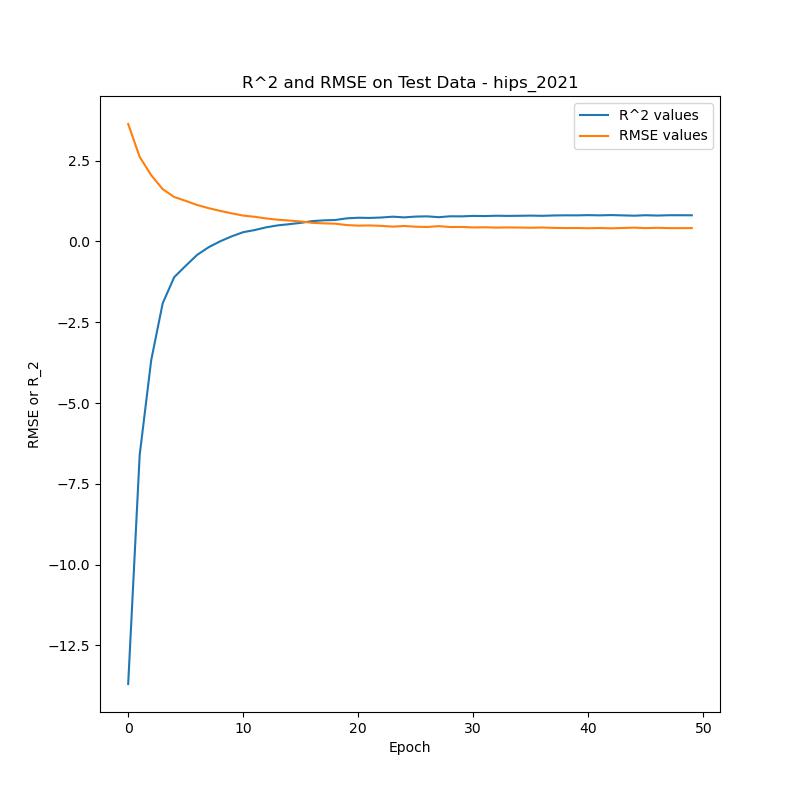 R^2 and RMSE on Test Data - hips_2021
R^2 values
RMSE values
2.5
0.0
−2.5
−5.0
−7.5
−10.0
−12.5
RMSE or R_2
0 10 20 30 40 50
Epoch